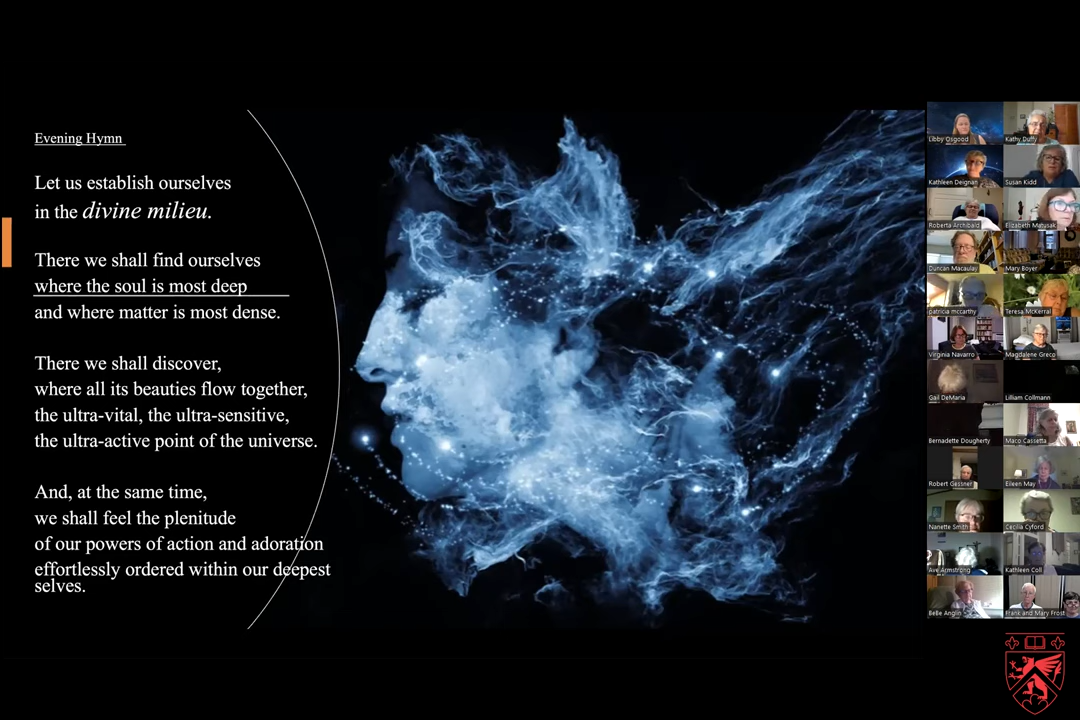 Evening Hymn
Let us establish ourselves
in the divine milieu.
There we shall find ourselves
where the soul is most deep
and where matter is most dense.
There we shall discover,
where all its beauties flow together,
the ultra-vital, the ultra-sensitive,
the ultra-active point of the universe.
And, at the same time,
we shall feel the plenitude
of our powers of action and adoration
effortlessly ordered within our deepest
selves.
Libby Osgood
Kathy Duffy
Kathleen Deignan
Susan Kidd
Roberta Archibald
Elizabeth Matusak
Duncan Macaulay
Mary Boyer
patricia mccarthy
Teresa McKerral
Virginia Navarro
Magdalene Greco
Gail DeMaria
Lilliam Collmann
Bernadette Dougherty
Maco Cassetta
Robert Gessner
Eileen May
Nanette Smith
Cecilia Cyford
Ave Armstrong
Kathleen Coll
Belle Anglin
Frank and Mary Frost